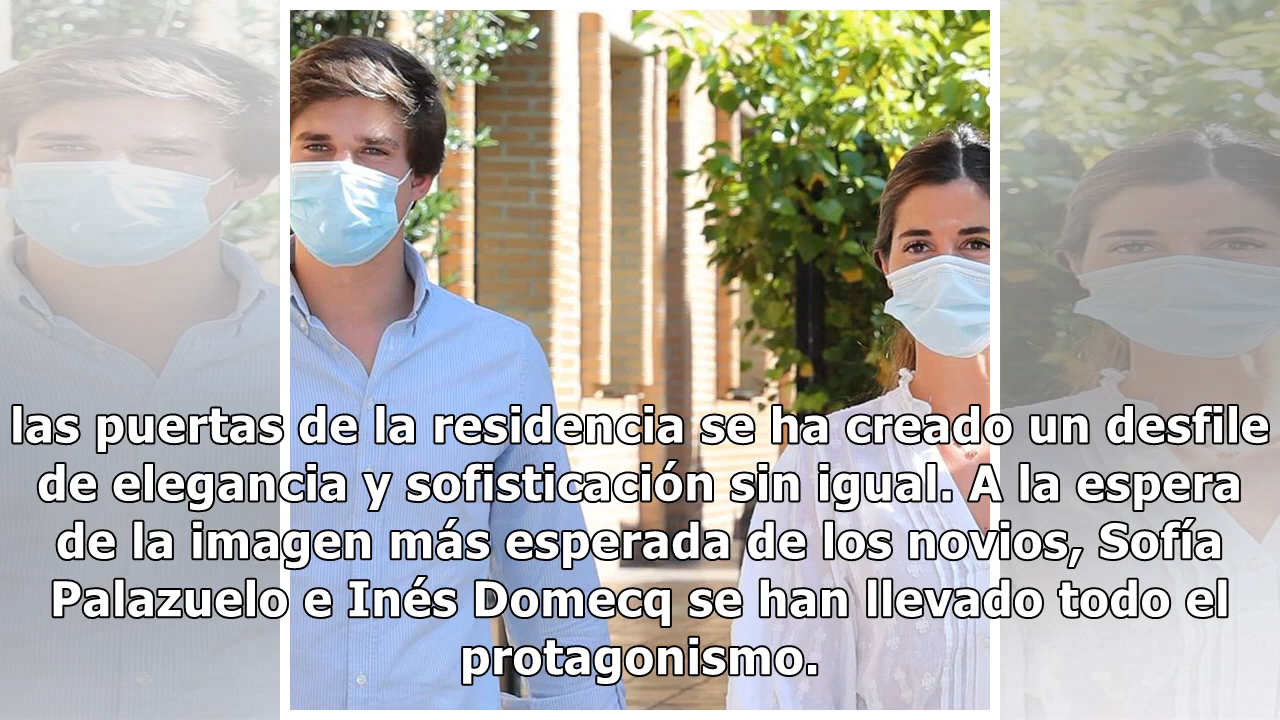 las puertas de la residencia se ha creado un desfile
de elegancia y sofisticación sin igual. A la espera
de la imagen más esperada de los novios, Sofía
Palazuelo e Inés Domecq se han llevado todo el
protagonismo.